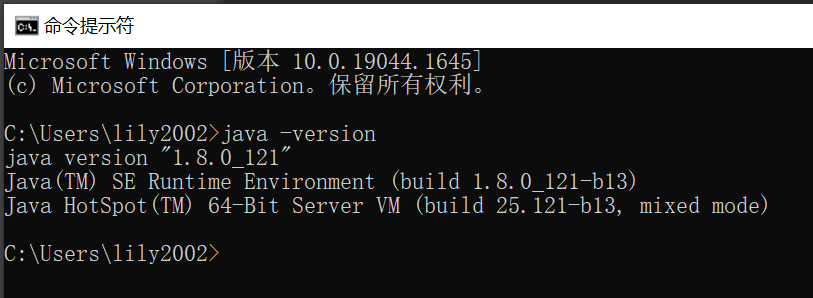 命令提示符
Microsoft Windows [版本 10.0.19044.1645]
(c) Microsoft Corporation。保留所有权利。
C:\Users\lily2002>java -version
java version "1.8.0_121"
Java(TM) SE Runtime Environment (build 1.8.0_121-b13)
Java HotSpot(TM) 64-Bit Server VM (build 25.121-b13, mixed mode)
C:\Users\lily2002>